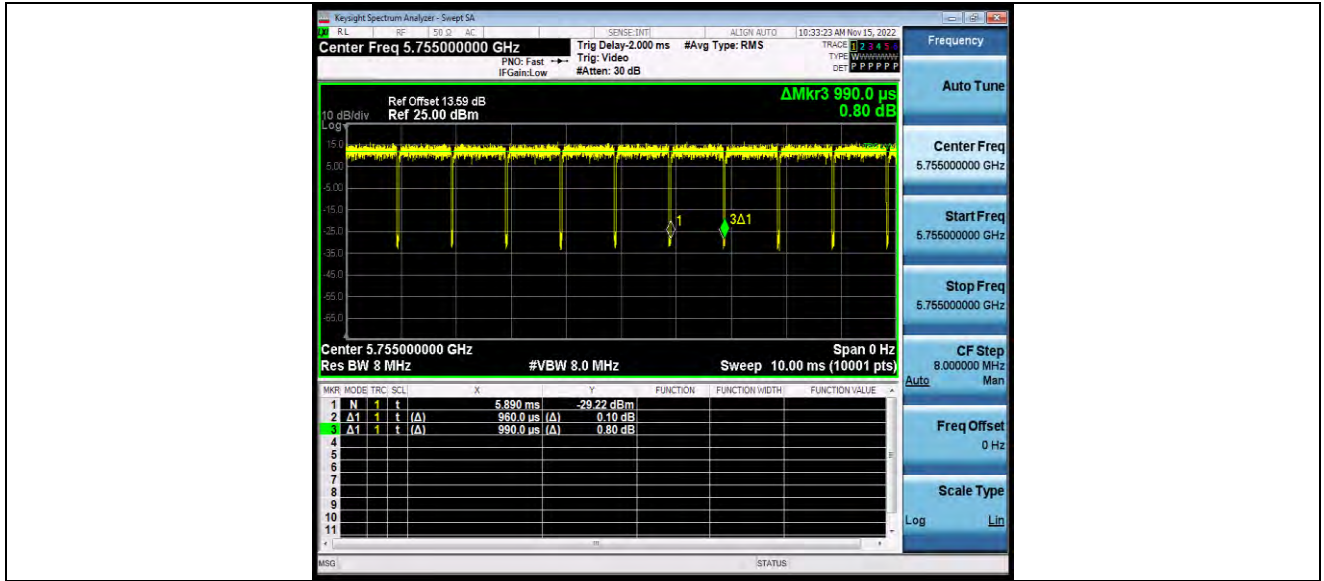 Keysight Spectrum Analyzer - Swept SA
RL RF 50 Ω AC SENSE:INT ALIGN AUTO 10:33:23 AM Nov 15, 2022
Center Freq 5.755000000 GHz Trig Delay-2.000 ms #Avg Type: RMS TRACE 1 2 3 4 5 6
PNO: Fast Trig: Video TYPE WWWWWW
IFGain:Low #Atten: 30 dB DET P P P P P P
Frequency
ΔMkr3 990.0 µs
0.80 dB
Ref Offset 13.59 dB
10 dB/div Ref 25.00 dBm
Log
15.0
5.00
-5.00
-15.0
-25.0
-35.0
-45.0
-55.0
-65.0
1
3Δ1
Center 5.755000000 GHz Span 0 Hz
Res BW 8 MHz #VBW 8.0 MHz Sweep 10.00 ms (10001 pts)
MKR MODE TRC SCL X Y FUNCTION FUNCTION WIDTH FUNCTION VALUE
1 N 1 t 5.890 ms -29.22 dBm
2 Δ1 1 t (Δ) 960.0 µs (Δ) 0.10 dB
3 Δ1 1 t (Δ) 990.0 µs (Δ) 0.80 dB
4
5
6
7
8
9
10
11
MSG STATUS
Auto Tune
Center Freq
5.755000000 GHz
Start Freq
5.755000000 GHz
Stop Freq
5.755000000 GHz
CF Step
8.000000 MHz
Auto Man
Freq Offset
0 Hz
Scale Type
Log Lin